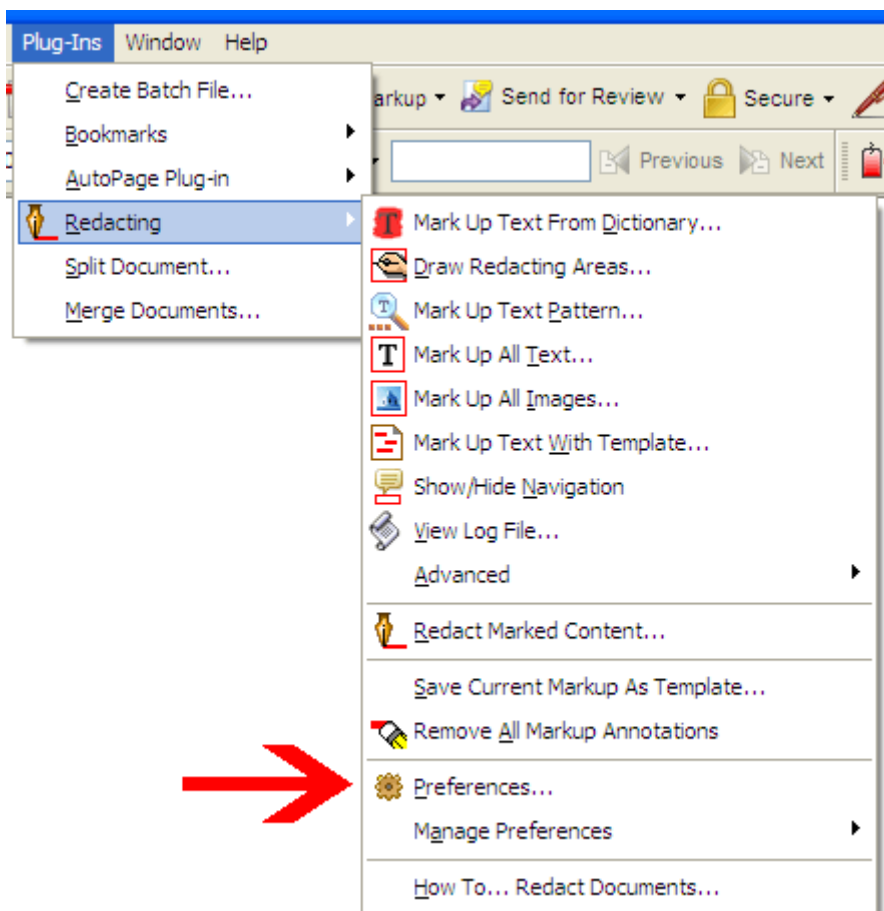 Plug-Ins Window Help
Create Batch File...
arkup Send for Review Secure
Bookmarks
Previous Next
AutoPage Plug-in
Redacting
Split Document...
Merge Documents...
Mark Up Text From Dictionary...
Draw Redacting Areas...
Mark Up Text Pattern...
Mark Up All Text...
Mark Up All Images...
Mark Up Text With Template...
Show/Hide Navigation
View Log File...
Advanced
Redact Marked Content...
Save Current Markup As Template...
Remove All Markup Annotations
Preferences...
Manage Preferences
How To... Redact Documents...